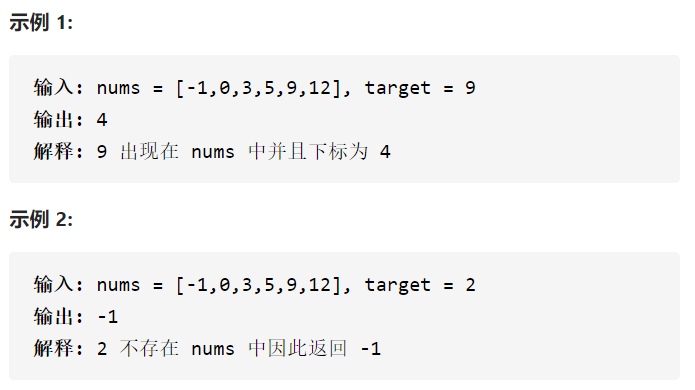 示例 1:
输入: nums = [-1,0,3,5,9,12], target = 9
输出: 4
解释: 9 出现在 nums 中并且下标为 4
示例 2:
输入: nums = [-1,0,3,5,9,12], target = 2
输出: -1
解释: 2 不存在 nums 中因此返回 -1